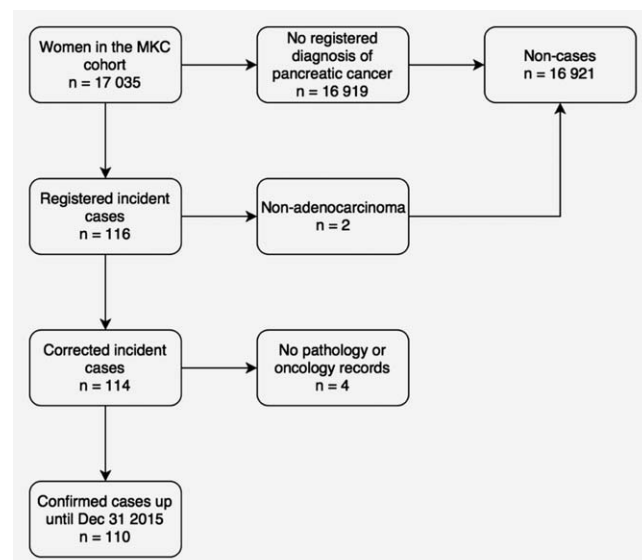 Women in the MKC
cohort
n = 17 035
No registered
diagnosis of
pancreatic cancer
n = 16 919
Non-cases
n = 16 921
Registered incident
cases
n = 116
Non-adenocarcinoma
n = 2
Corrected incident
cases
n = 114
No pathology or
oncology records
n = 4
Confirmed cases up
until Dec 31 2015
n = 110